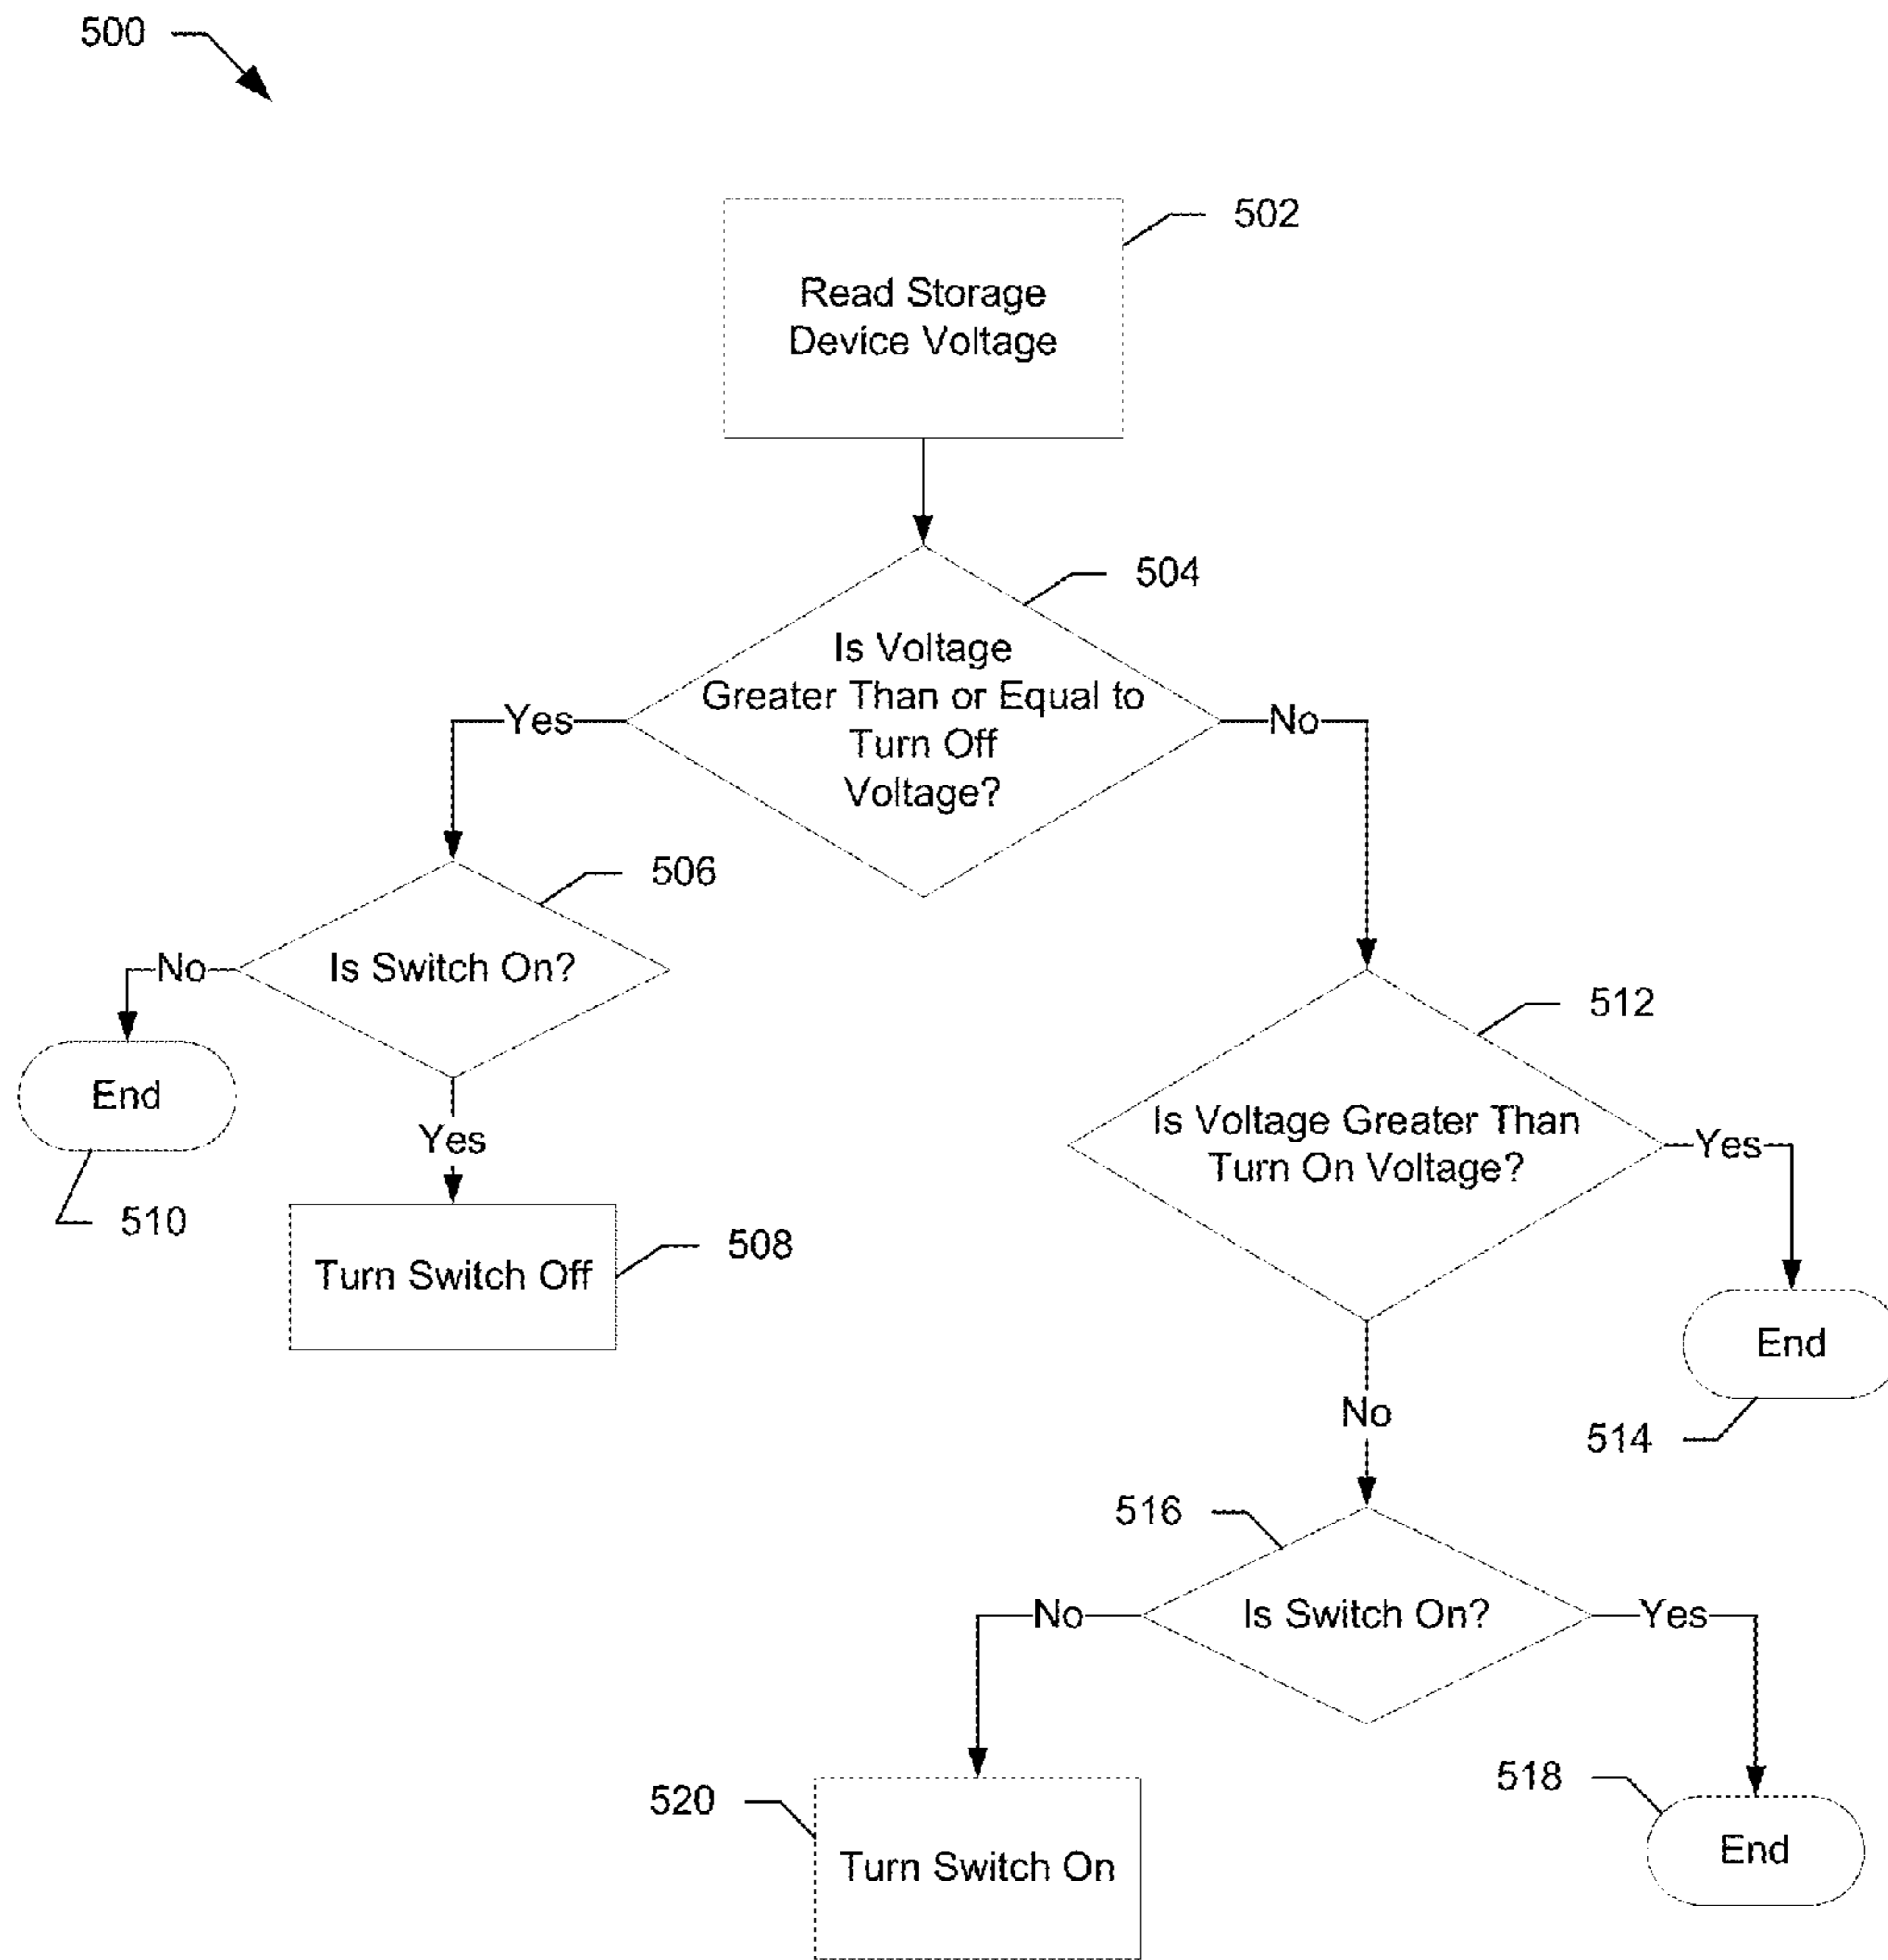 500
502
Read Storage
Device Voltage
504
Is Voltage
Greater Than or Equal to
Turn Off
Voltage?
Yes
No
506
Is Switch On?
No
512
End
Yes
Is Voltage Greater Than
Turn On Voltage?
Yes
510
508
Turn Switch Off
End
No
514
516
No
Is Switch On?
Yes
520
518
Turn Switch On
End